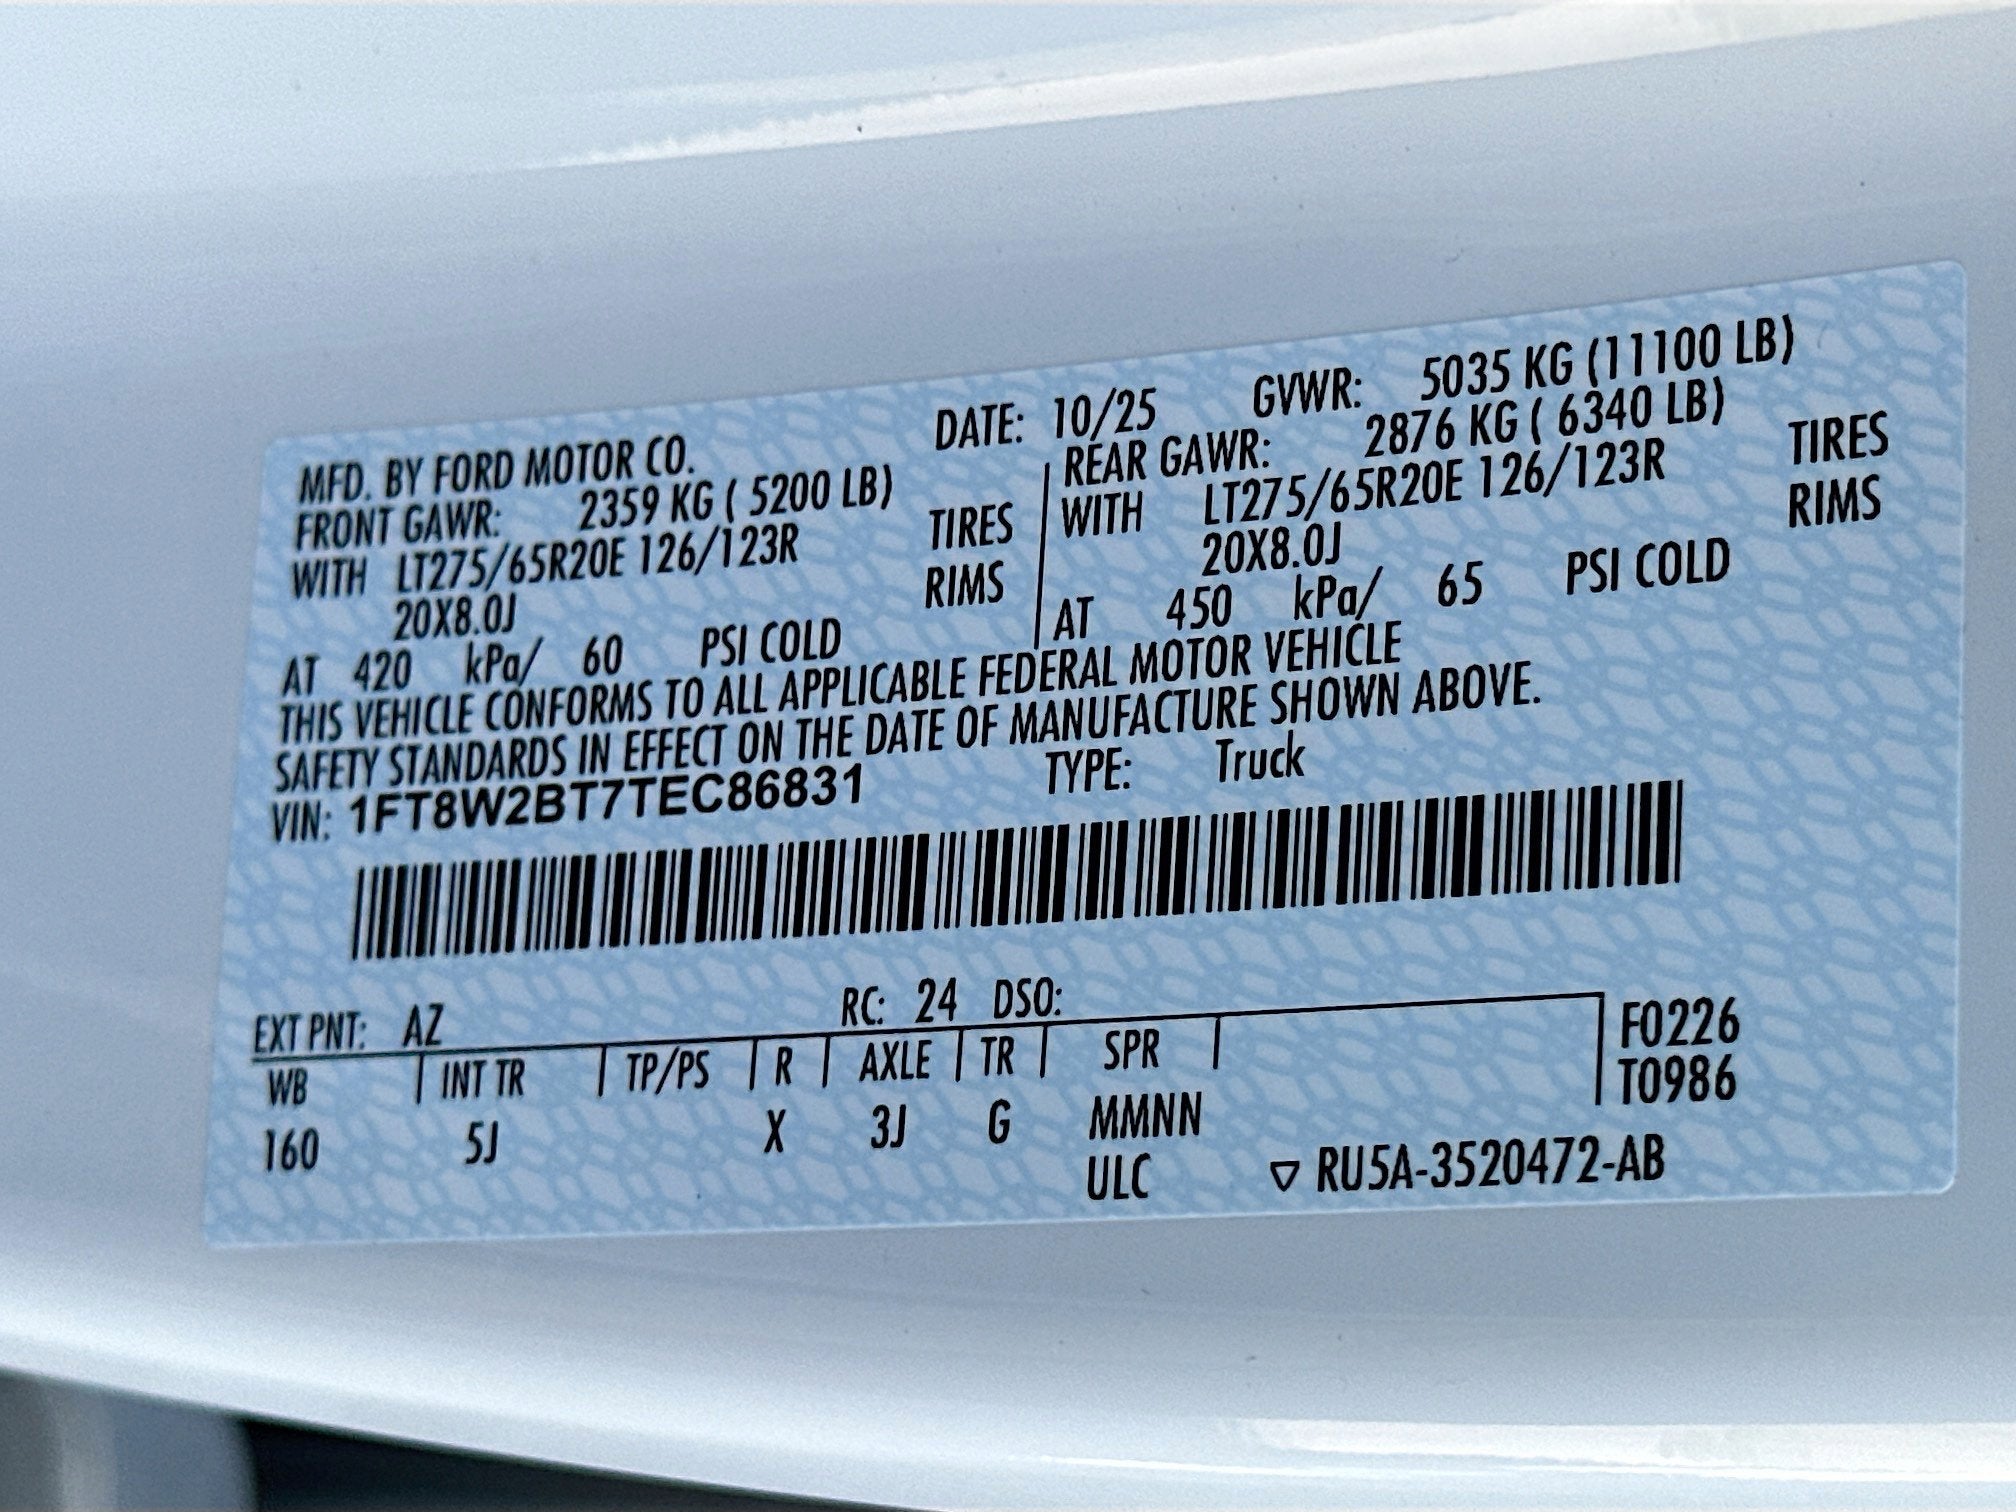 MFD. BY FORD MOTOR CO. DATE: 10/25 GVWR: 5035 KG (11100 LB)
FRONT GAWR: 2359 KG ( 5200 LB) REAR GAWR: 2876 KG ( 6340 LB)
WITH LT275/65R20E 126/123R TIRES WITH LT275/65R20E 126/123R TIRES
20X8.0J RIMS 20X8.0J RIMS
AT 420 kPa/ 60 PSI COLD AT 450 kPa/ 65 PSI COLD
THIS VEHICLE CONFORMS TO ALL APPLICABLE FEDERAL MOTOR VEHICLE
SAFETY STANDARDS IN EFFECT ON THE DATE OF MANUFACTURE SHOWN ABOVE.
VIN: 1FT8W2BT7TEC86831 TYPE: Truck
EXT PNT: AZ RC: 24 DSO:
WB INT TR TP/PS R AXLE TR SPR F0226
160 5J X 3J G MMNN T0986
ULC ▽ RU5A-3520472-AB